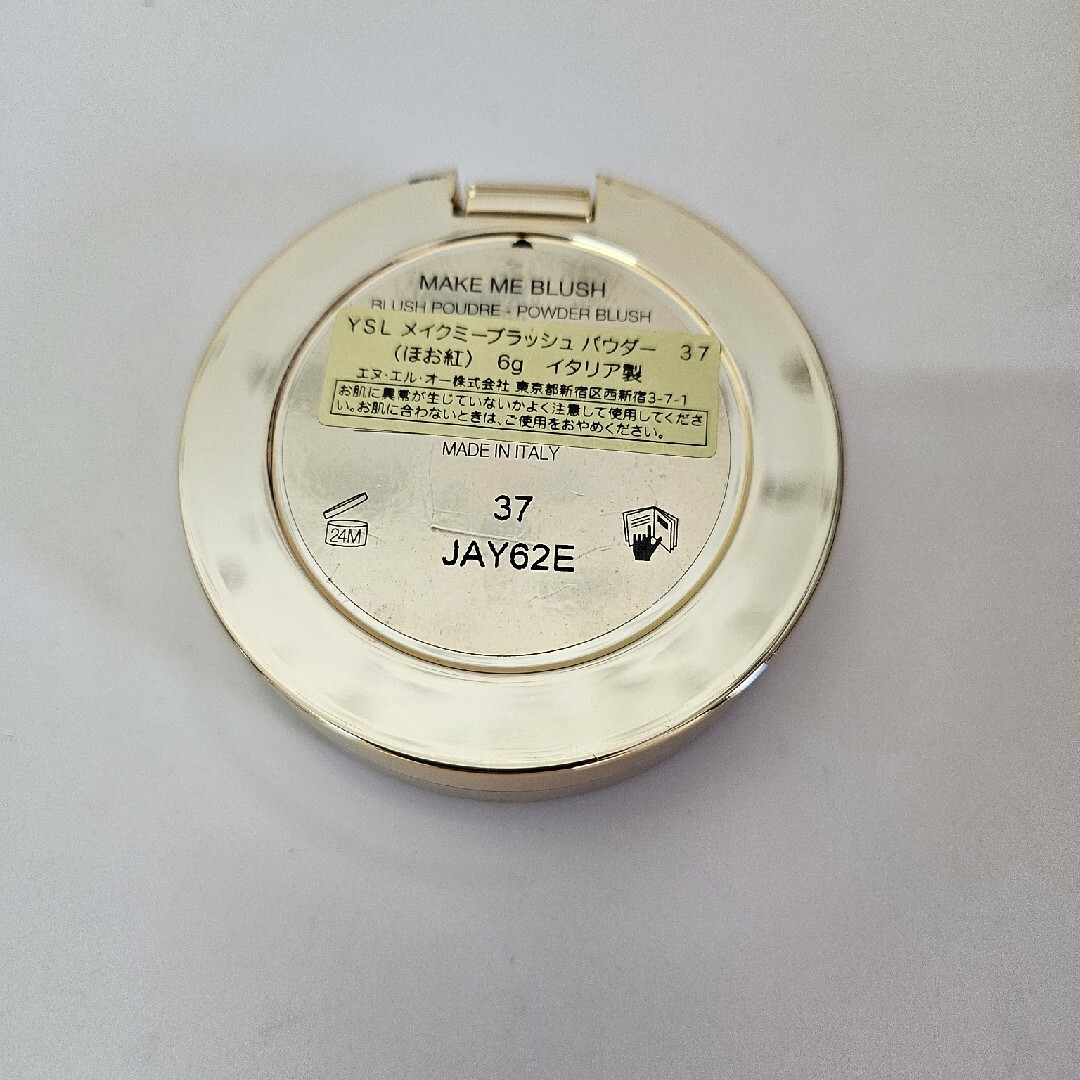 MAKE ME BLUSH
BLUSH POUDRE - POWDER BLUSH
YSL メイクミーブラッシュ パウダー 37
（ほお紅） 6g イタリア製
エヌ・エル・オー株式会社 東京都新宿区西新宿3-7-1
お肌に異常が生じていないかよく注意して使用してくださ
い。お肌に合わないときは、ご使用をおやめください。
MADE IN ITALY
37
24M
JAY62E